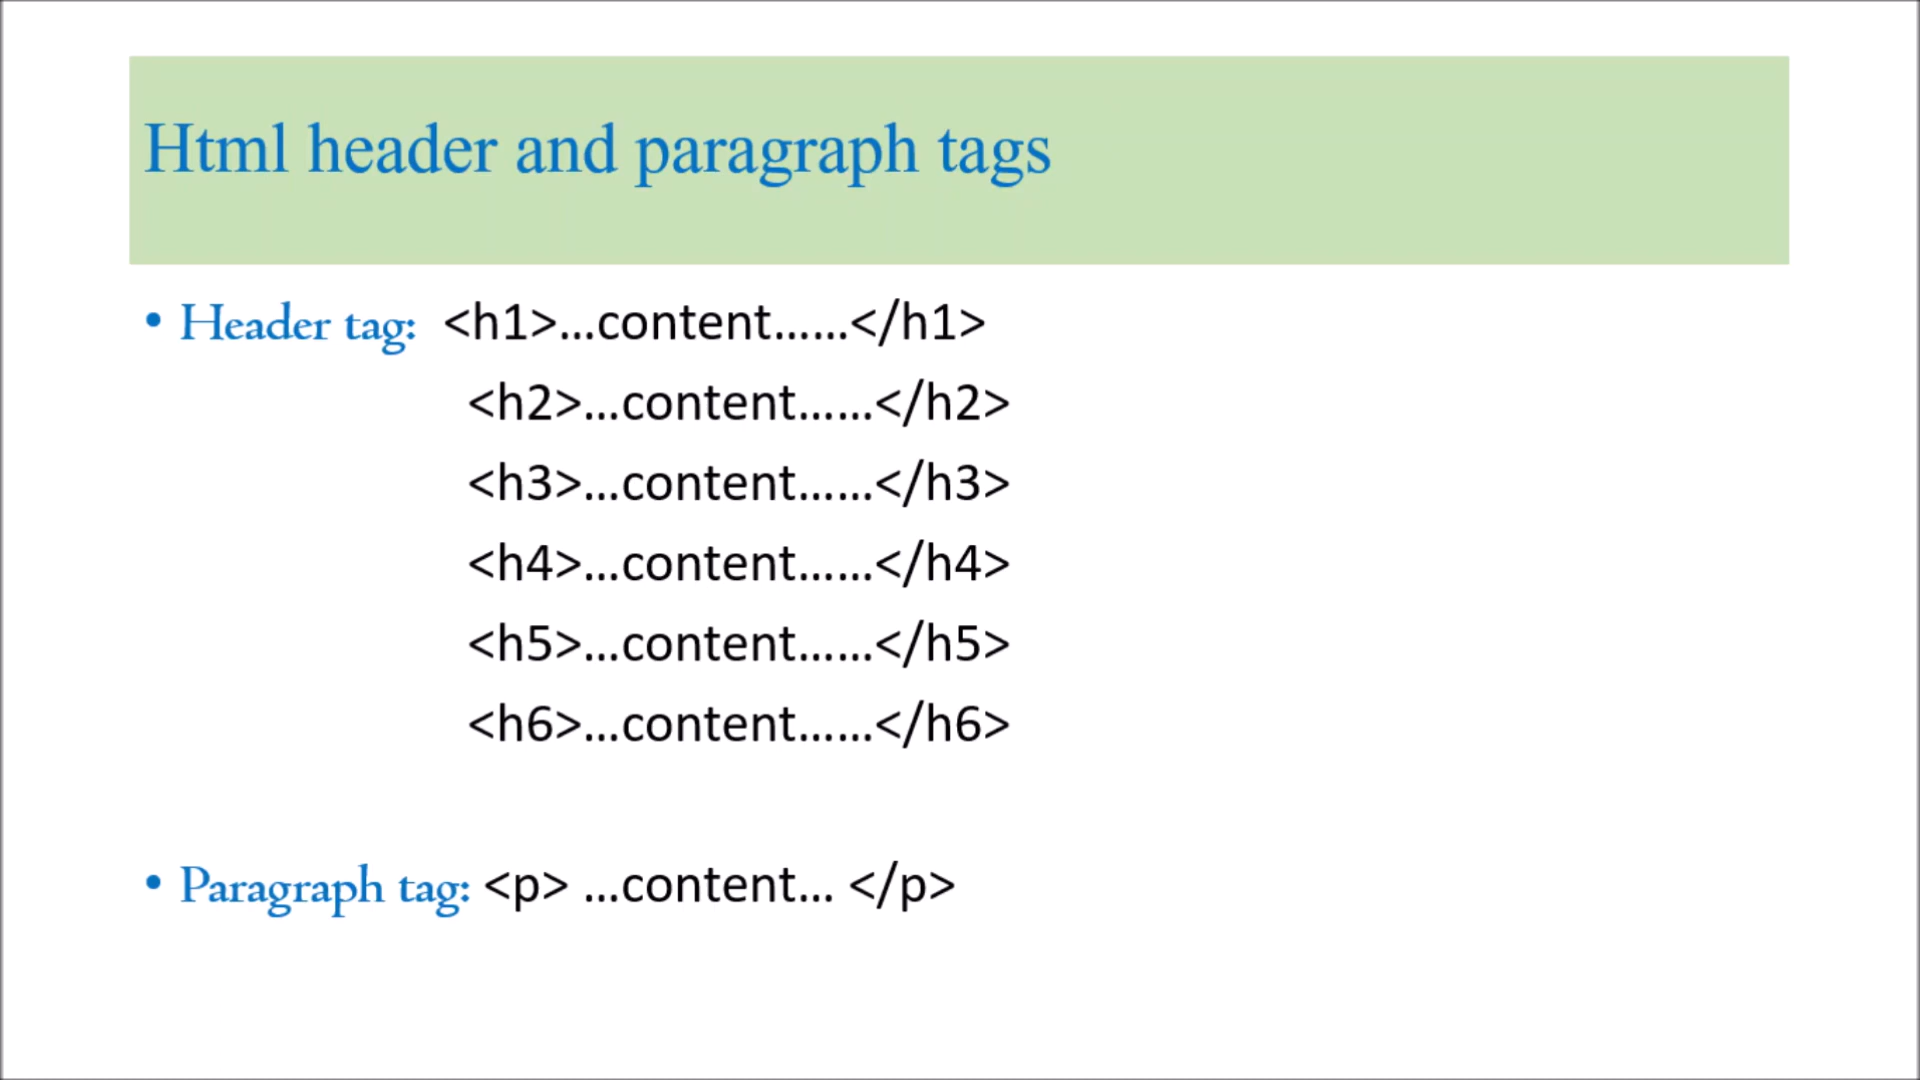 Html header and paragraph tags
• Header tag: <h1>...content......</h1>
<h2>...content......</h2>
<h3>...content......</h3>
<h4>...content......</h4>
<h5>...content......</h5>
<h6>...content......</h6>
• Paragraph tag: <p> ...content... </p>